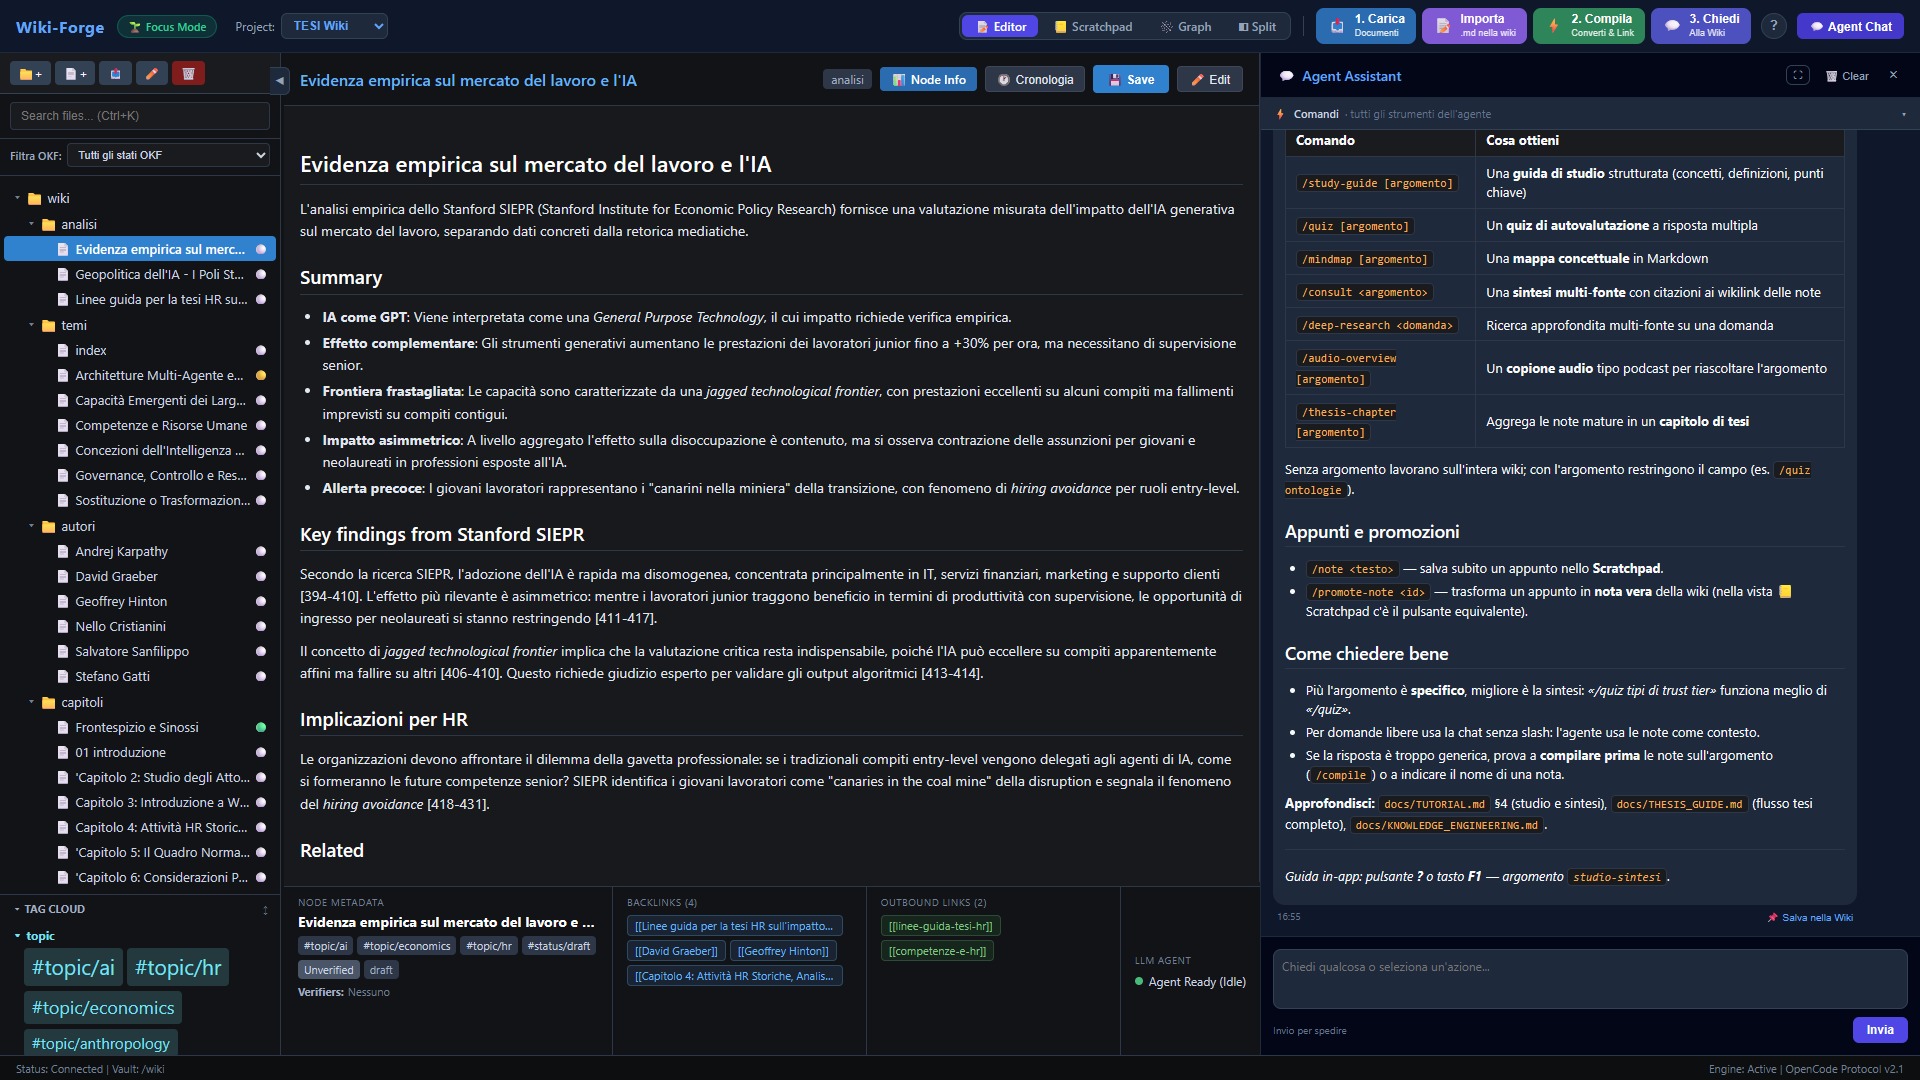 Wiki-Forge
Focus Mode
Project:
TESI Wiki
Editor
Scratchpad
Graph
Split
1. Carica
Documenti
Importa
.md nella wiki
2. Compila
Converti & Link
3. Chiedi
Alla Wiki
?
Agent Chat
Search files... (Ctrl+K)
Filtra OKF:
Tutti gli stati OKF
wiki
analisi
Evidenza empirica sul merc...
Geopolitica dell'IA - I Poli St...
Linee guida per la tesi HR su...
temi
index
Architetture Multi-Agente e...
Capacità Emergenti dei Larg...
Competenze e Risorse Umane
Concezioni dell'Intelligenza ...
Governance, Controllo e Res...
Sostituzione o Trasformazion...
autori
Andrej Karpathy
David Graeber
Geoffrey Hinton
Nello Cristianini
Salvatore Sanfilippo
Stefano Gatti
capitoli
Frontespizio e Sinossi
01 introduzione
'Capitolo 2: Studio degli Atto...
'Capitolo 3: Introduzione a W...
'Capitolo 4: Attività HR Storic...
'Capitolo 5: Il Quadro Norma...
'Capitolo 6: Considerazioni P...
TAG CLOUD
topic
#topic/ai
#topic/hr
#topic/economics
#topic/anthropology
Evidenza empirica sul mercato del lavoro e l'IA
analisi
Node Info
Cronologia
Save
Edit
Evidenza empirica sul mercato del lavoro e l'IA
L'analisi empirica dello Stanford SIEPR (Stanford Institute for Economic Policy Research) fornisce una valutazione misurata dell'impatto dell'IA generativa
sul mercato del lavoro, separando dati concreti dalla retorica mediatiche.
Summary
• IA come GPT: Viene interpretata come una General Purpose Technology, il cui impatto richiede verifica empirica.
• Effetto complementare: Gli strumenti generativi aumentano le prestazioni dei lavoratori junior fino a +30% per ora, ma necessitano di supervisione
senior.
• Frontiera frastagliata: Le capacità sono caratterizzate da una jagged technological frontier, con prestazioni eccellenti su alcuni compiti ma fallimenti
imprevisti su compiti contigui.
• Impatto asimmetrico: A livello aggregato l'effetto sulla disoccupazione è contenuto, ma si osserva contrazione delle assunzioni per giovani e
neolaureati in professioni esposte all'IA.
• Allerta precoce: I giovani lavoratori rappresentano i "canarini nella miniera" della transizione, con fenomeno di hiring avoidance per ruoli entry-level.
Key findings from Stanford SIEPR
Secondo la ricerca SIEPR, l'adozione dell'IA è rapida ma disomogenea, concentrata principalmente in IT, servizi finanziari, marketing e supporto clienti
[394-410]. L'effetto più rilevante è asimmetrico: mentre i lavoratori junior traggono beneficio in termini di produttività con supervisione, le opportunità di
ingresso per neolaureati si stanno restringendo [411-417].
Il concetto di jagged technological frontier implica che la valutazione critica resta indispensabile, poiché l'IA può eccellere su compiti apparentemente
affini ma fallire su altri [406-410]. Questo richiede giudizio esperto per validare gli output algoritmici [413-414].
Implicazioni per HR
Le organizzazioni devono affrontare il dilemma della gavetta professionale: se i tradizionali compiti entry-level vengono delegati agli agenti di IA, come
si formeranno le future competenze senior? SIEPR identifica i giovani lavoratori come "canaries in the coal mine" della disruption e segnala il fenomeno
del hiring avoidance [418-431].
Related
NODE METADATA
Evidenza empirica sul mercato del lavoro e ...
#topic/ai
#topic/economics
#topic/hr
#status/draft
Unverified
draft
Verifiers: Nessuno
BACKLINKS (4)
[[Linee guida per la tesi HR sull'impatto...
[[David Graeber]]
[[Geoffrey Hinton]]
[[Capitolo 4: Attività HR Storiche, Analis...
OUTBOUND LINKS (2)
[[linee-guida-tesi-hr]]
[[competenze-e-hr]]
LLM AGENT
Agent Ready (Idle)
Agent Assistant
Clear
×
Comandi · tutti gli strumenti dell'agente
Comando
Cosa ottieni
/study-guide [argomento]
Una guida di studio strutturata (concetti, definizioni, punti
chiave)
/quiz [argomento]
Un quiz di autovalutazione a risposta multipla
/mindmap [argomento]
Una mappa concettuale in Markdown
/consult <argomento>
Una sintesi multi-fonte con citazioni ai wikilink delle note
/deep-research <domanda>
Ricerca approfondita multi-fonte su una domanda
/audio-overview
[argomento]
Un copione audio tipo podcast per riascoltare l'argomento
/thesis-chapter
[argomento]
Aggrega le note mature in un capitolo di tesi
Senza argomento lavorano sull'intera wiki; con l'argomento restringono il campo (es. /quiz
ontologie ).
Appunti e promozioni
• /note <testo> — salva subito un appunto nello Scratchpad.
• /promote-note <id> — trasforma un appunto in nota vera della wiki (nella vista
Scratchpad c'è il pulsante equivalente).
Come chiedere bene
• Più l'argomento è specifico, migliore è la sintesi: «/quiz tipi di trust tier» funziona meglio di
«/quiz».
• Per domande libere usa la chat senza slash: l'agente usa le note come contesto.
• Se la risposta è troppo generica, prova a compilare prima le note sull'argomento
( /compile ) o a indicare il nome di una nota.
Approfondisci: docs/TUTORIAL.md §4 (studio e sintesi), docs/THESIS_GUIDE.md (flusso tesi
completo), docs/KNOWLEDGE_ENGINEERING.md .
Guida in-app: pulsante ? o tasto F1 — argomento studio-sintesi .
16:55
Salva nella Wiki
Chiedi qualcosa o seleziona un'azione...
Invio per spedire
Invia
Status: Connected | Vault: /wiki
Engine: Active | OpenCode Protocol v2.1